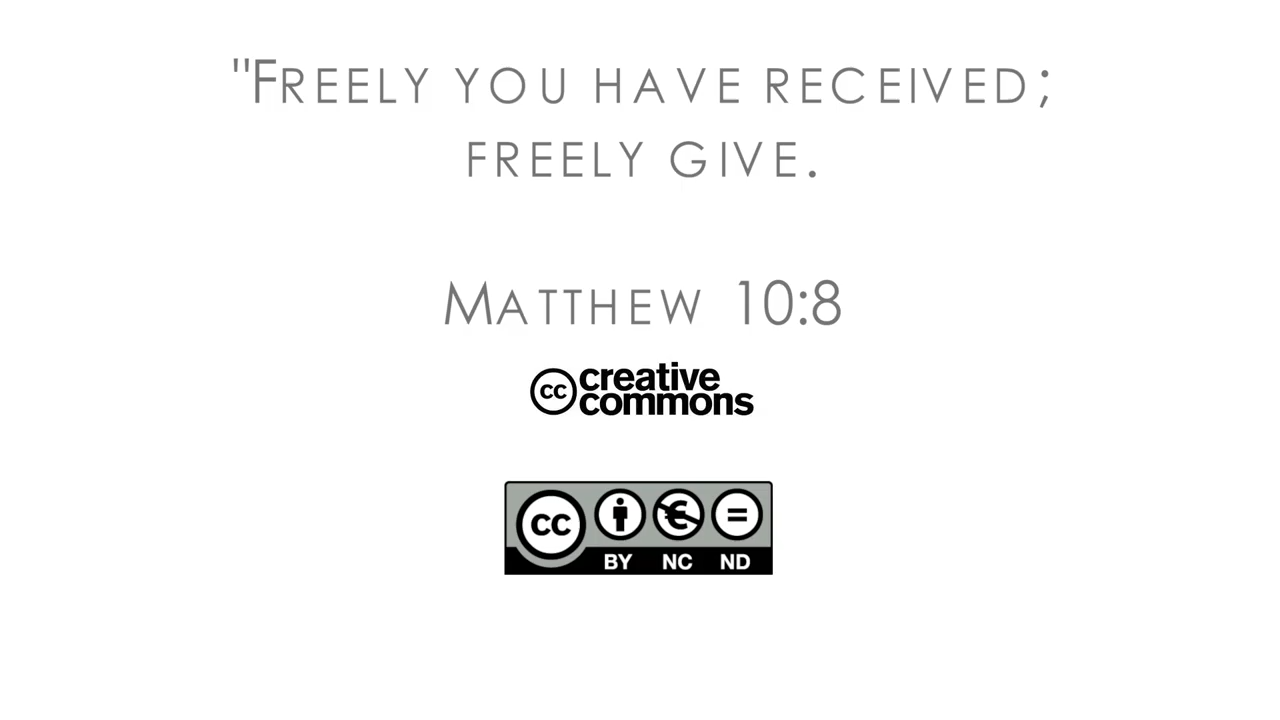 "FREELY YOU HAVE RECEIVED;
FREELY GIVE.
MATTHEW 10:8
cc creative
commons
cc BY NC ND